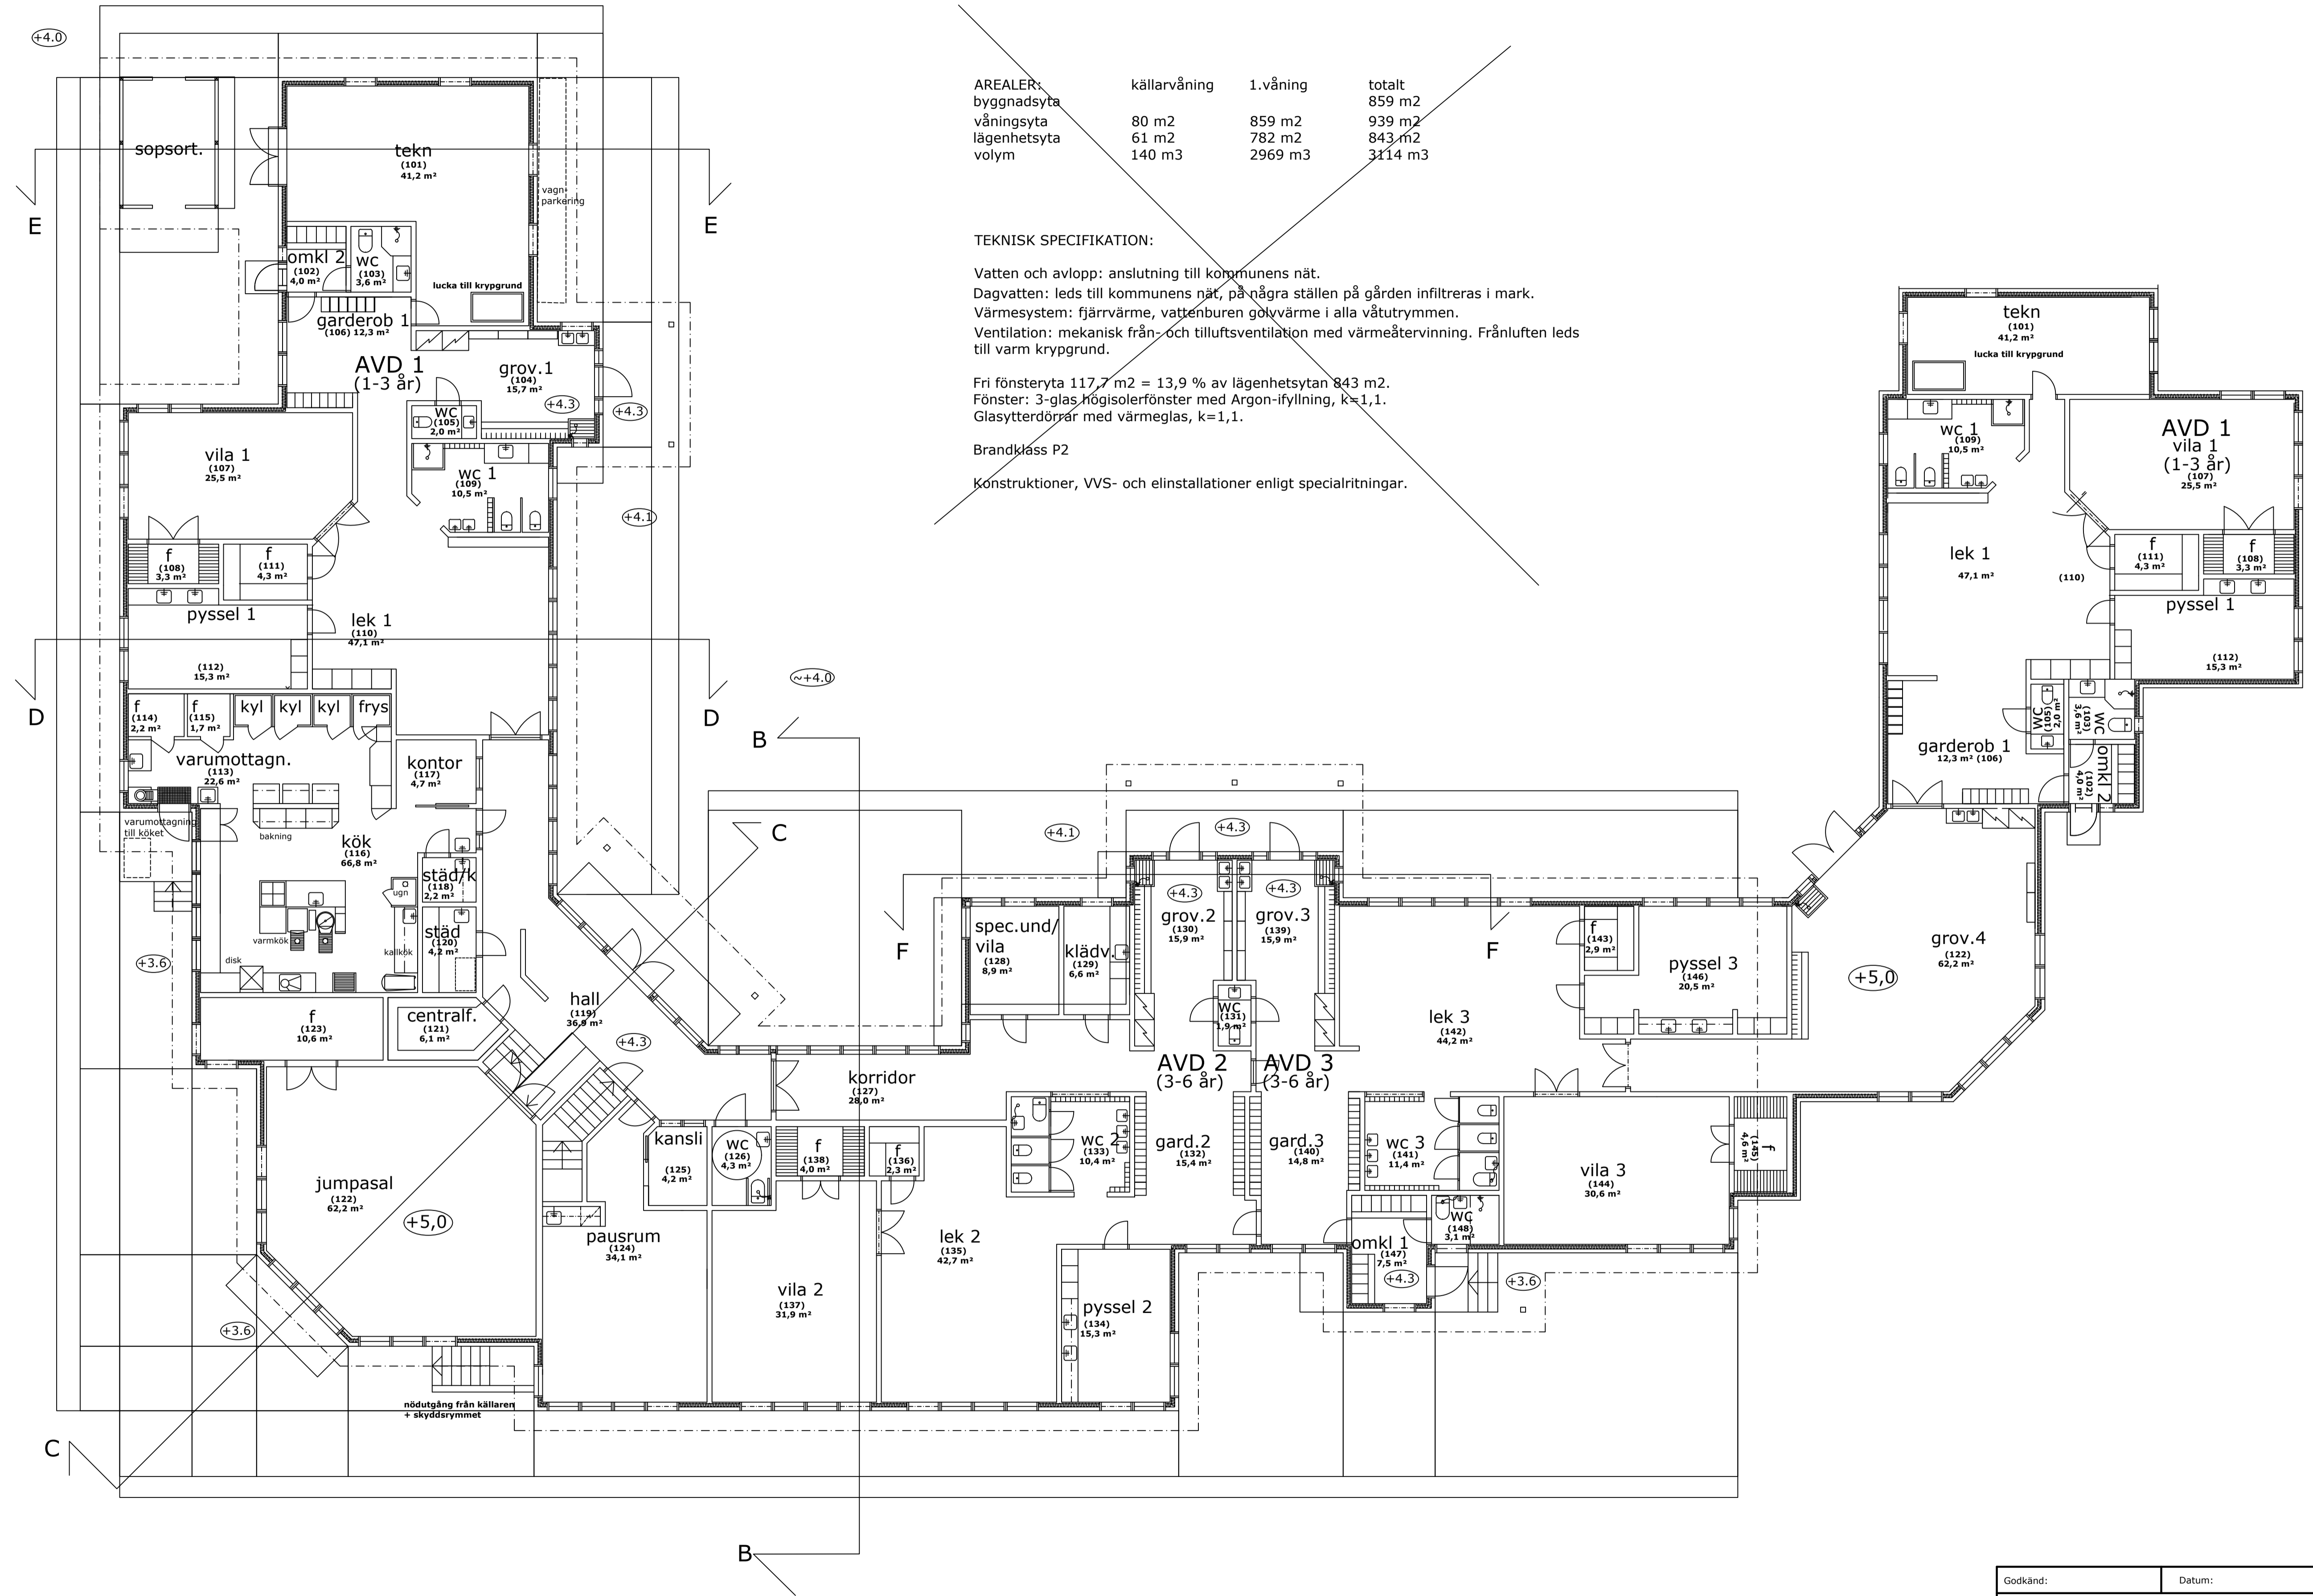 +4.0
AREALER: källarvåning 1.våning totalt
byggnadsyta 859 m2
våningsyta 80 m2 859 m2 939 m2
lägenhetsyta 61 m2 782 m2 843 m2
volym 140 m3 2969 m3 3114 m3
TEKNISK SPECIFIKATION:
Vatten och avlopp: anslutning till kommunens nät.
Dagvatten: leds till kommunens nät, på några ställen på gården infiltreras i mark.
Värmesystem: fjärrvärme, vattenburen golvvärme i alla våtutrymmen.
Ventilation: mekanisk från- och tilluftsventilation med värmeåtervinning. Frånluften leds
till varm krypgrund.
Fri fönsteryta 117,7 m2 = 13,9 % av lägenhetsytan 843 m2.
Fönster: 3-glas högisolerfönster med Argon-ifyllning, k=1,1.
Glasytterdörrar med värmeglas, k=1,1.
Brandklass P2
Konstruktioner, VVS- och elinstallationer enligt specialritningar.
sopsort.
tekn
(101)
41,2 m²
vagn-
parkering
E
E
omkl 2
(102)
4,0 m²
wc
(103)
3,6 m²
lucka till krypgrund
garderob 1
(106) 12,3 m²
AVD 1
(1-3 år)
grov.1
(104)
15,7 m²
+4.3
+4.3
wc
(105)
2,0 m²
vila 1
(107)
25,5 m²
wc 1
(109)
10,5 m²
+4.1
f
(108)
3,3 m²
f
(111)
4,3 m²
pyssel 1
(112)
15,3 m²
lek 1
(110)
47,1 m²
D
D
~+4.0
f
(114)
2,2 m²
f
(115)
1,7 m²
kyl
kyl
kyl
frys
varumottagn.
(113)
22,6 m²
kontor
(117)
4,7 m²
varumottagning
till köket
bakning
kök
(116)
66,8 m²
städ/k
(118)
2,2 m²
ugn
städ
(120)
4,2 m²
varmkök
kallkök
disk
+3.6
f
(123)
10,6 m²
centralf.
(121)
6,1 m²
hall
(119)
36,9 m²
+4.3
B
C
jumpasal
(122)
62,2 m²
+5,0
+3.6
nödutgång från källaren
+ skyddsrymmet
C
B
kansli
(125)
4,2 m²
pausrum
(124)
34,1 m²
wc
(126)
4,3 m²
korridor
(127)
28,0 m²
f
(138)
4,0 m²
f
(136)
2,3 m²
vila 2
(137)
31,9 m²
lek 2
(135)
42,7 m²
F
F
spec.und/
vila
(128)
8,9 m²
klädv.
(129)
6,6 m²
+4.1
+4.3
+4.3
+4.3
grov.2
(130)
15,9 m²
grov.3
(139)
15,9 m²
wc
(131)
1,9 m²
AVD 2
(3-6 år)
AVD 3
(3-6 år)
wc 2
(133)
10,4 m²
gard.2
(132)
15,4 m²
gard.3
(140)
14,8 m²
wc 3
(141)
11,4 m²
pyssel 2
(134)
15,3 m²
omkl 1
(147)
7,5 m²
+4.3
wc
(148)
3,1 m²
+3.6
lek 3
(142)
44,2 m²
f
(143)
2,9 m²
pyssel 3
(146)
20,5 m²
vila 3
(144)
30,6 m²
f
(145)
4,6 m²
grov.4
(122)
62,2 m²
+5,0
tekn
(101)
41,2 m²
lucka till krypgrund
wc 1
(109)
10,5 m²
AVD 1
vila 1
(1-3 år)
(107)
25,5 m²
lek 1
47,1 m²
(110)
f
(111)
4,3 m²
f
(108)
3,3 m²
pyssel 1
(112)
15,3 m²
wc
(105)
2,0 m²
wc
(103)
3,6 m²
garderob 1
12,3 m² (106)
omkl 2
(102)
4,0 m²
Godkänd:
Datum: